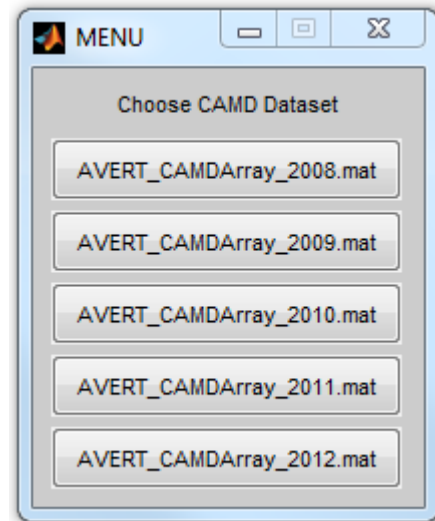 MENU
Choose CAMD Dataset
AVERT_CAMDArray_2008.mat
AVERT_CAMDArray_2009.mat
AVERT_CAMDArray_2010.mat
AVERT_CAMDArray_2011.mat
AVERT_CAMDArray_2012.mat